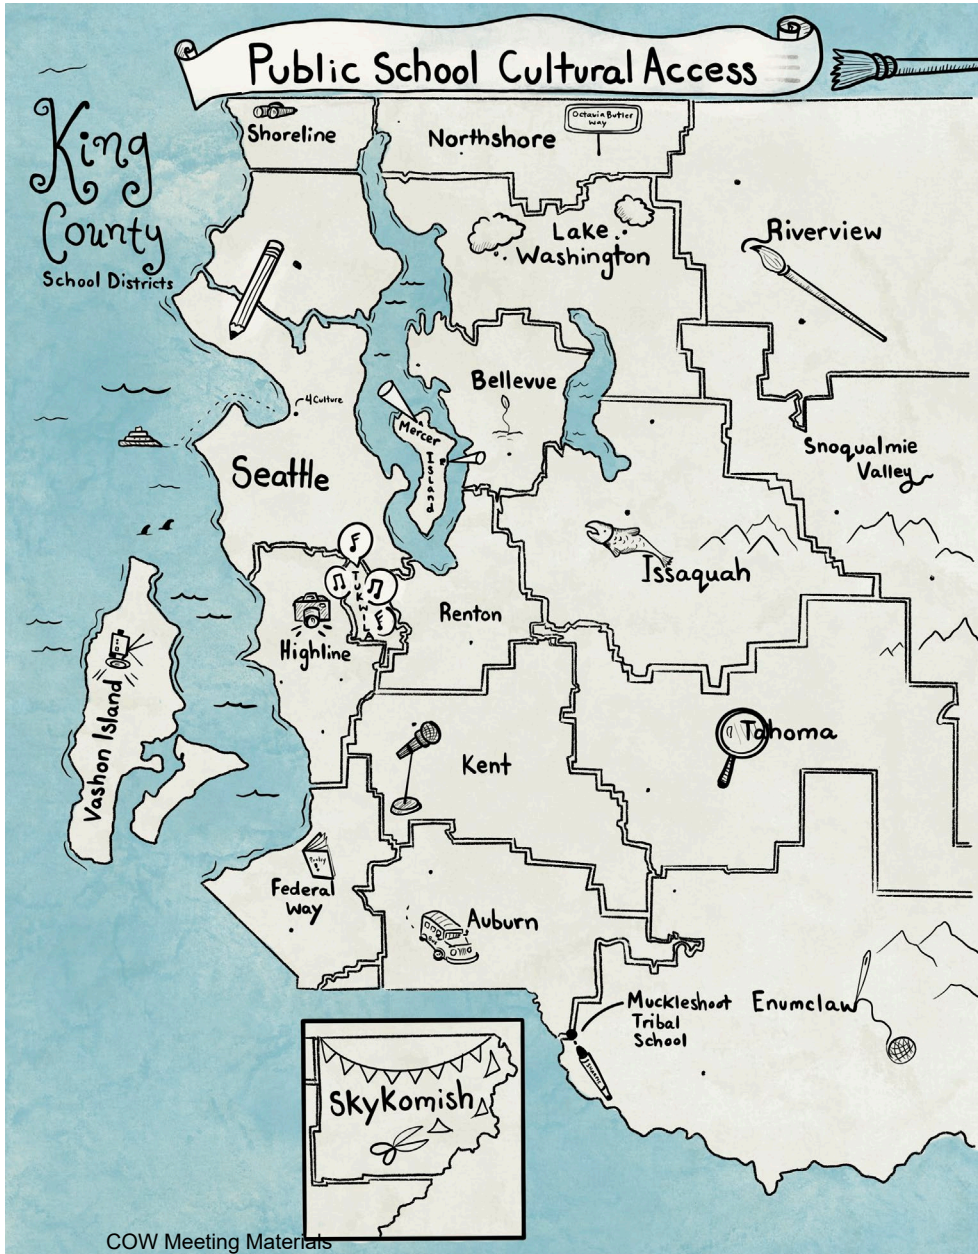 Public School Cultural Access
King
County
School Districts
Shoreline
Northshore
Octavia Butler
Way
Lake
Washington
Riverview
Bellevue
4Culture
Mercer
Island
Seattle
Snoqualmie
Valley
Issaquah
TUKWILA
Renton
Highline
Vashon Island
Tahoma
Kent
Poetry
Federal
Way
Auburn
Muckleshoot
Tribal
School
Enumclaw
Skykomish
COW Meeting Materials